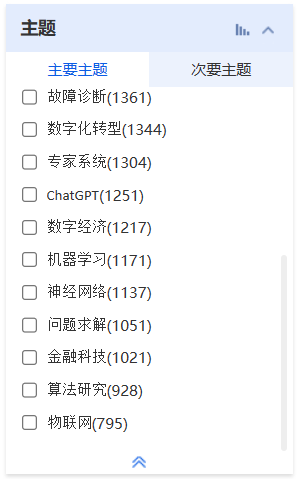 主题
主要主题 次要主题
故障诊断(1361)
数字化转型(1344)
专家系统(1304)
ChatGPT(1251)
数字经济(1217)
机器学习(1171)
神经网络(1137)
问题求解(1051)
金融科技(1021)
算法研究(928)
物联网(795)